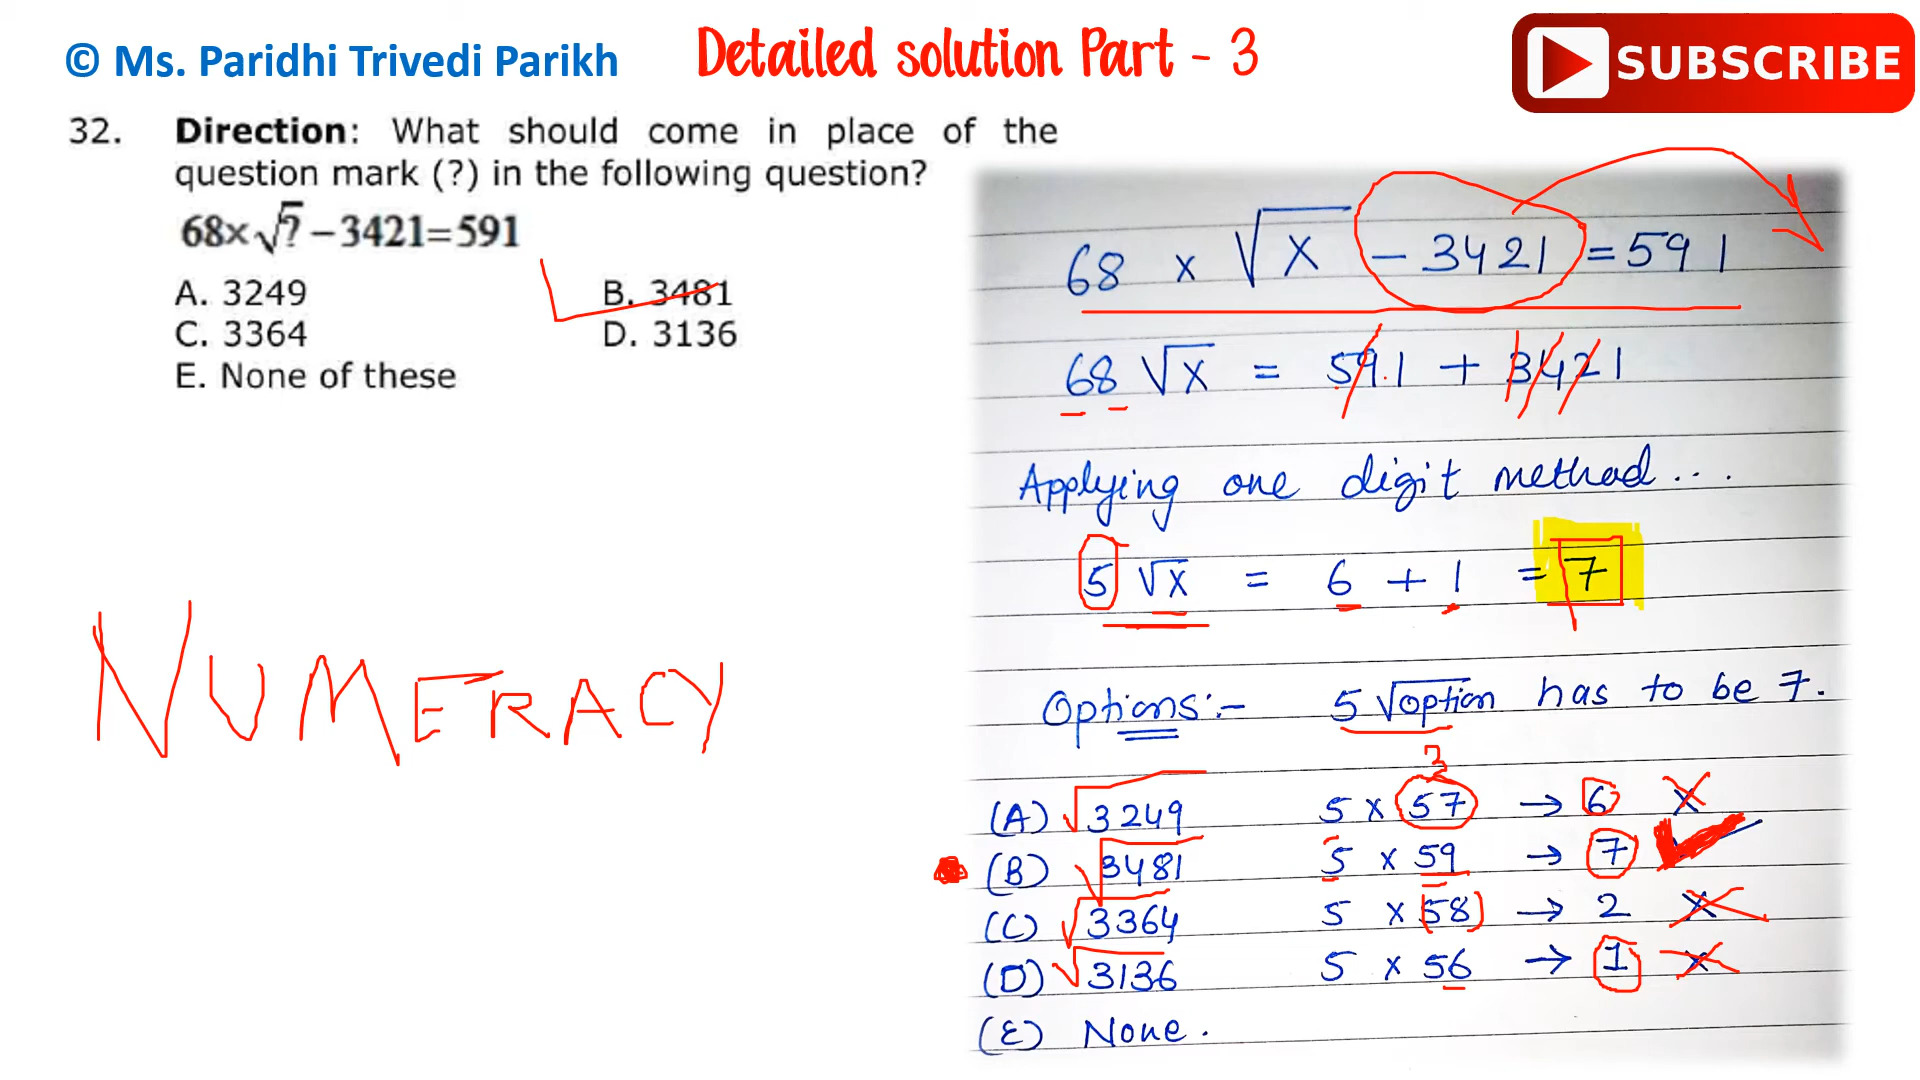 © Ms. Paridhi Trivedi Parikh
Detailed solution Part - 3
SUBSCRIBE
32. Direction: What should come in place of the
question mark (?) in the following question?
68×√? −3421=591
A. 3249 B. 3481
C. 3364 D. 3136
E. None of these
NUMERACY
68 × √x − 3421 = 591
68 √x = 591 + 3421
Applying one digit method...
5 √x = 6 + 1 = 7
Options:- 5 √option has to be 7.
3
(A) √3249 5 × 57 → 6 x
(B) √3481 5 × 59 → 7 ✓
(C) √3364 5 × 58 → 2 x
(D) √3136 5 × 56 → 1 x
(E) None.